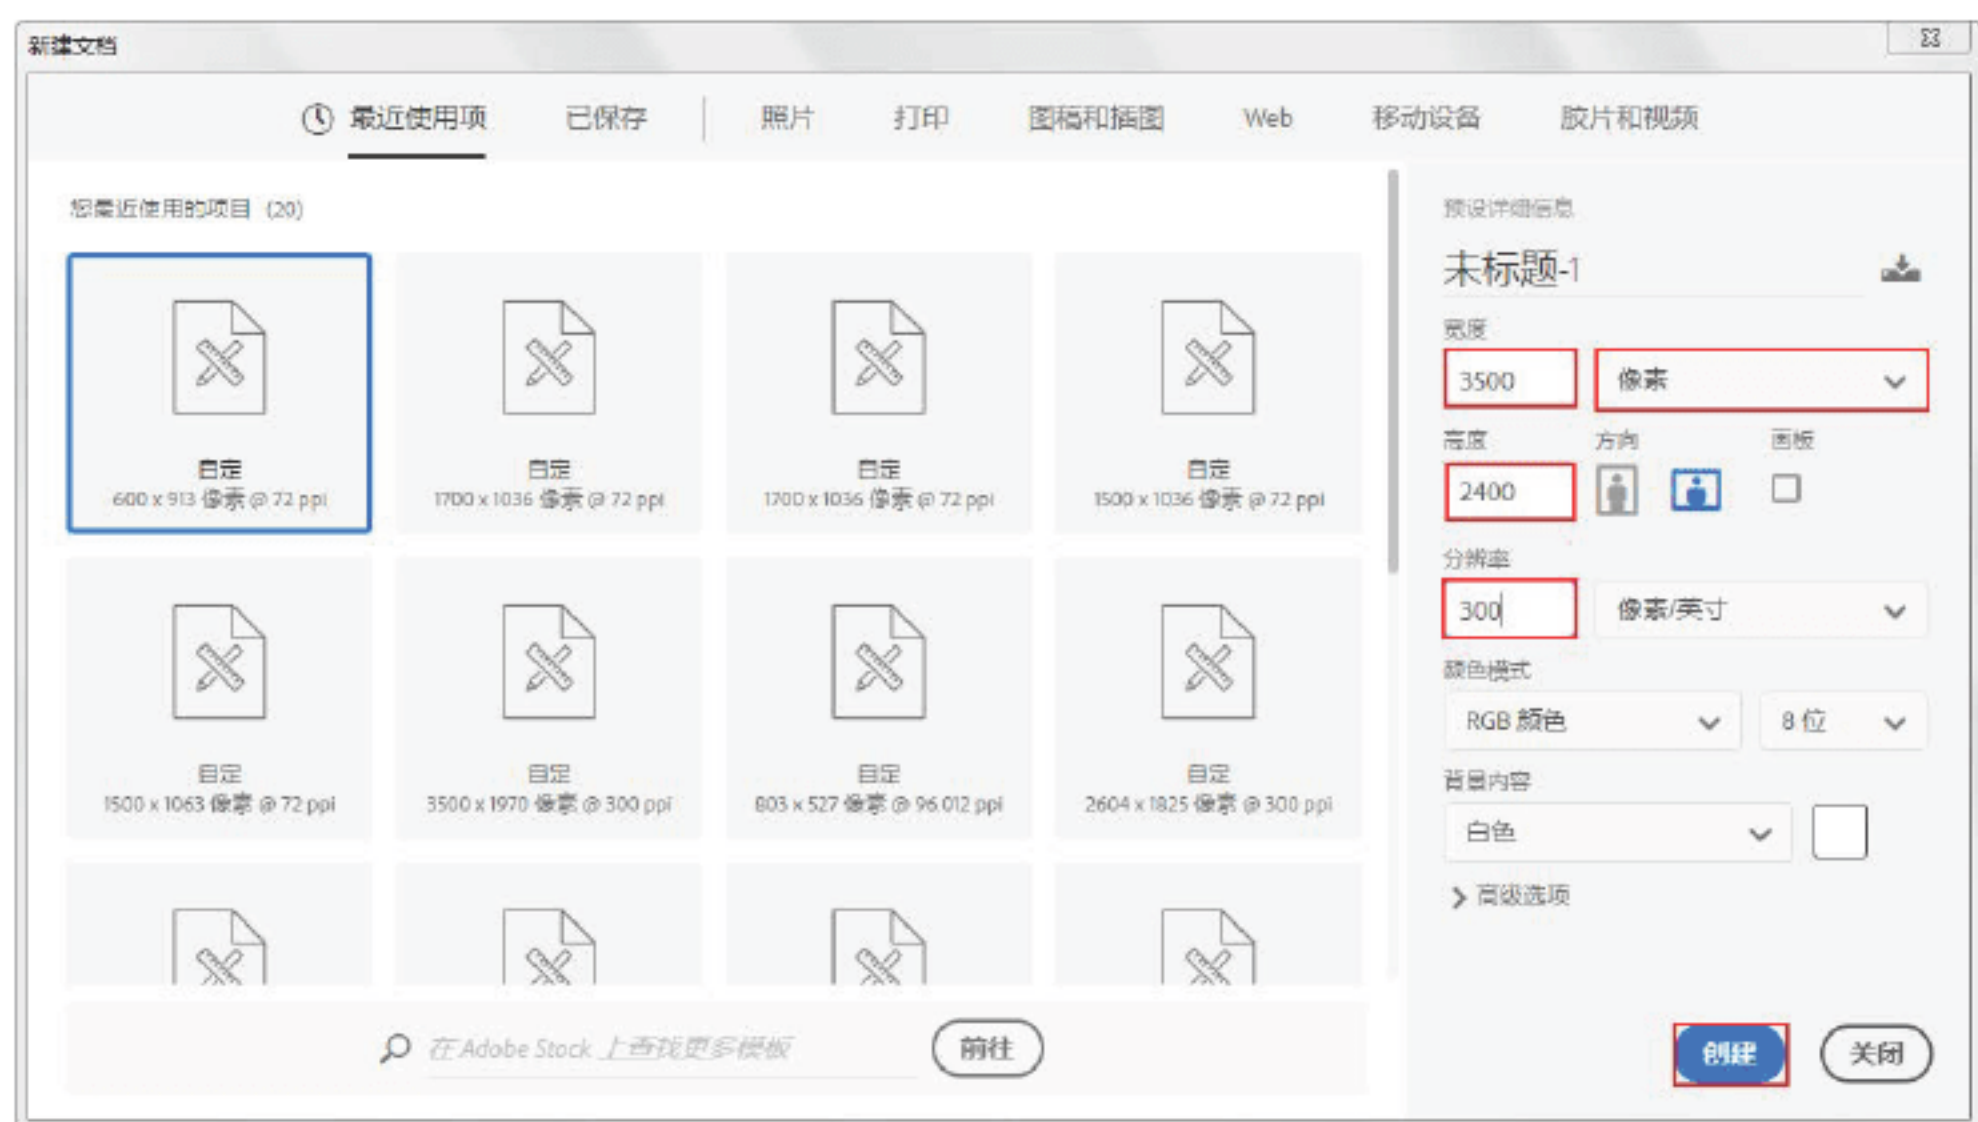 新建文档
最近使用项 已保存 照片 打印 图稿和插图 Web 移动设备 胶片和视频
您最近使用的项目 (20)
自定
600 x 913 像素 @ 72 ppi
自定
1700 x 1036 像素 @ 72 ppi
自定
1700 x 1036 像素 @ 72 ppi
自定
1500 x 1036 像素 @ 72 ppi
自定
1500 x 1063 像素 @ 72 ppi
自定
3500 x 1970 像素 @ 300 ppi
自定
803 x 527 像素 @ 96.012 ppi
自定
2604 x 1825 像素 @ 300 ppi
在 Adobe Stock 上查找更多模板
前往
预设详细信息
未标题-1
宽度
3500 像素
高度 方向 画板
2400
分辨率
300 像素/英寸
颜色模式
RGB 颜色 8 位
背景内容
白色
高级选项
创建 关闭